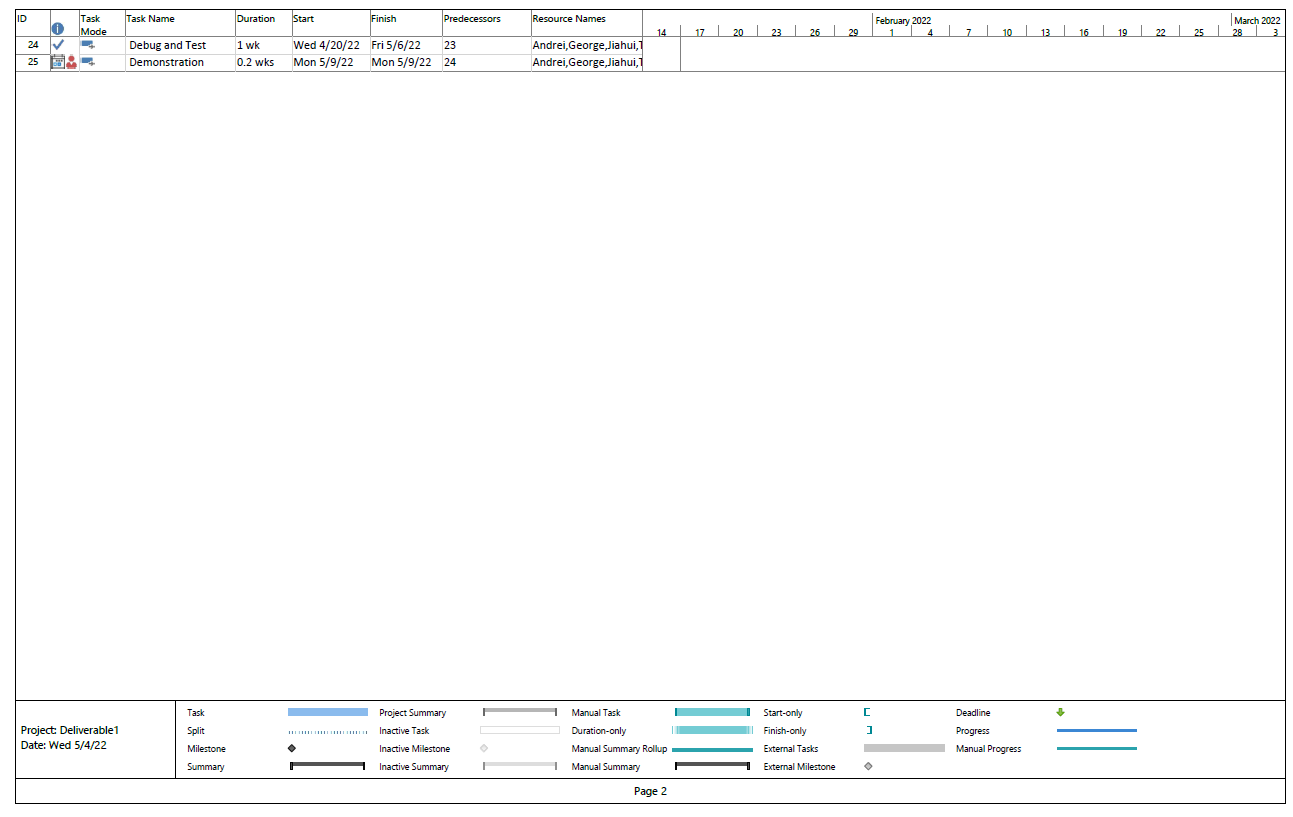 ID Task Mode Task Name Duration Start Finish Predecessors Resource Names
February 2022 March 2022
14 17 20 23 26 29 1 4 7 10 13 16 19 22 25 28 3
24 Debug and Test 1 wk Wed 4/20/22 Fri 5/6/22 23 Andrei,George,Jiahui,T
25 Demonstration 0.2 wks Mon 5/9/22 Mon 5/9/22 24 Andrei,George,Jiahui,T
Project: Deliverable1
Date: Wed 5/4/22
Task Project Summary Manual Task Start-only Deadline
Split Inactive Task Duration-only Finish-only Progress
Milestone Inactive Milestone Manual Summary Rollup External Tasks Manual Progress
Summary Inactive Summary Manual Summary External Milestone
Page 2